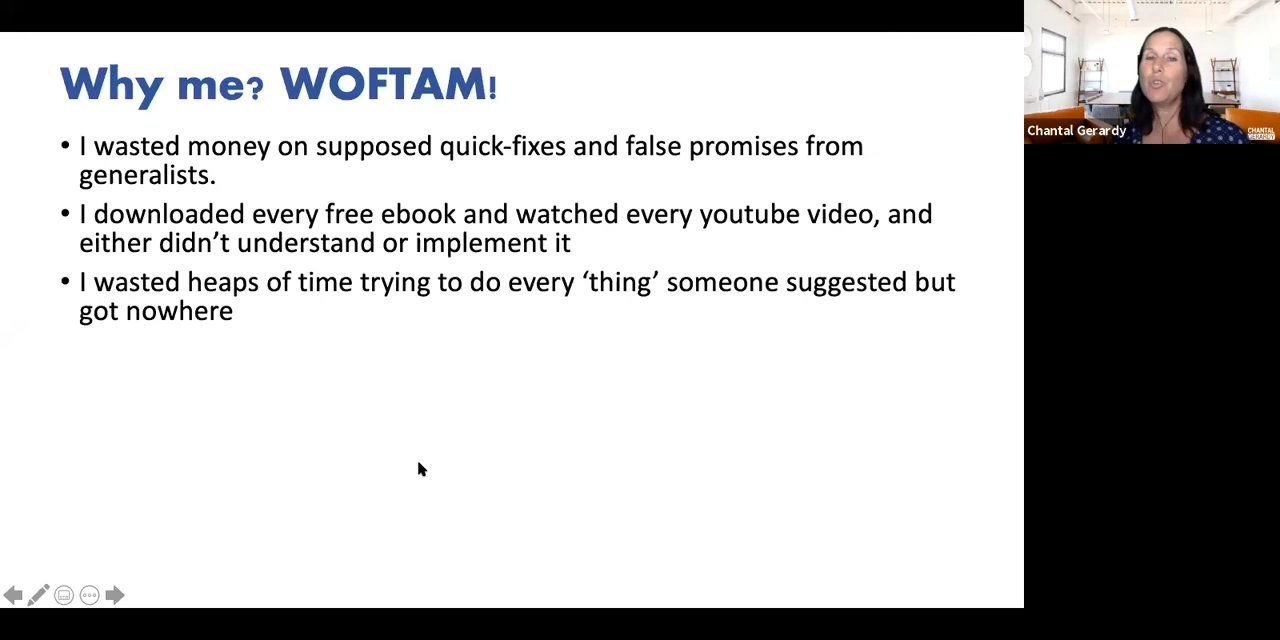 Why me? WOFTAM!
• I wasted money on supposed quick-fixes and false promises from
generalists.
• I downloaded every free ebook and watched every youtube video, and
either didn’t understand or implement it
• I wasted heaps of time trying to do every ‘thing’ someone suggested but
got nowhere
Chantal Gerardy
CHANTAL
GERARDY